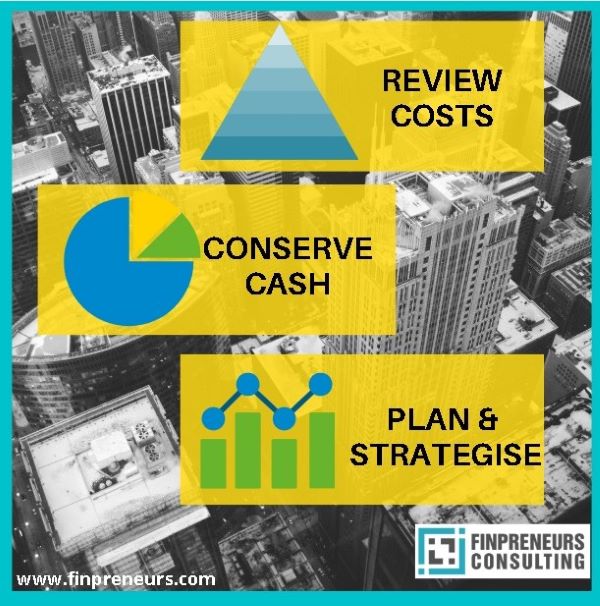 REVIEW
COSTS
CONSERVE
CASH
PLAN &
STRATEGISE
FINPRENEURS
CONSULTING
www.finpreneurs.com